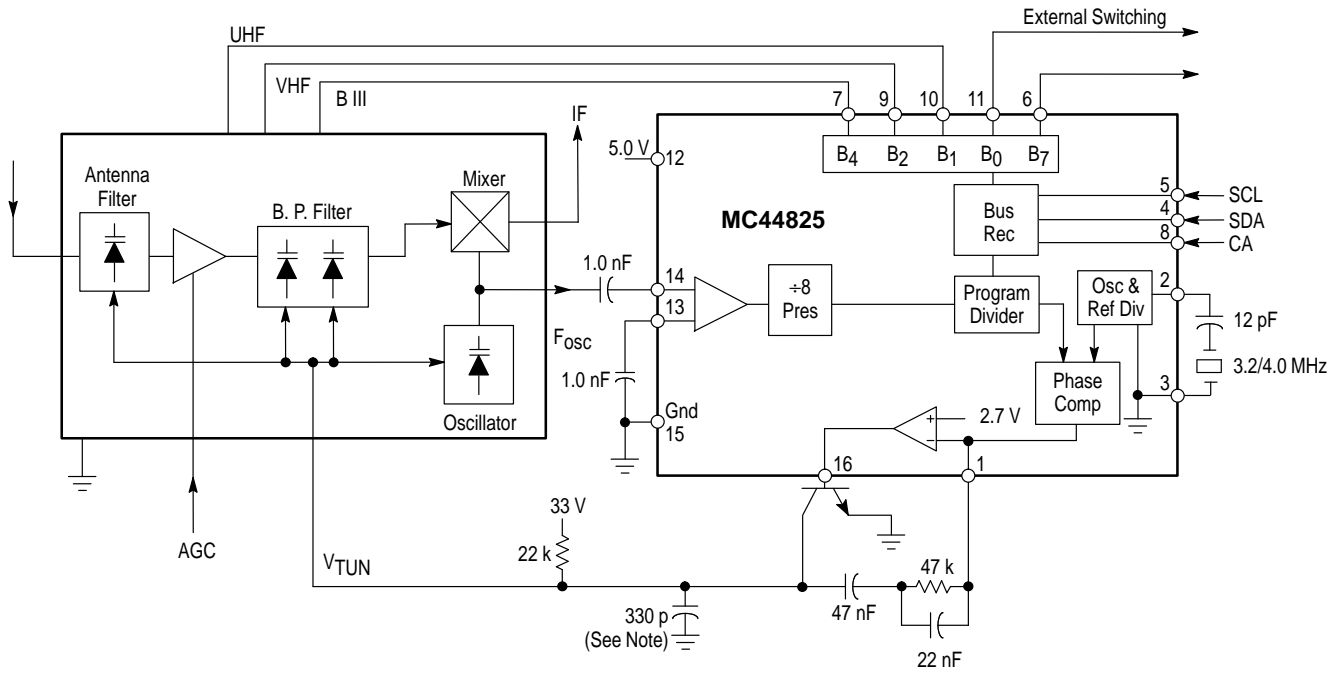 External Switching
UHF
VHF
B III
7
9
10
11
6
IF
5.0 V
12
B4
B2
B1
B0
B7
Antenna
Filter
B. P. Filter
Mixer
MC44825
Bus
Rec
5
SCL
4
SDA
8
CA
1.0 nF
14
13
÷8
Pres
Program
Divider
Osc &
Ref Div
2
12 pF
Fosc
3.2/4.0 MHz
1.0 nF
Phase
Comp
3
Oscillator
Gnd
15
2.7 V
+
–
16
1
AGC
33 V
22 k
VTUN
47 k
330 p
(See Note)
47 nF
22 nF